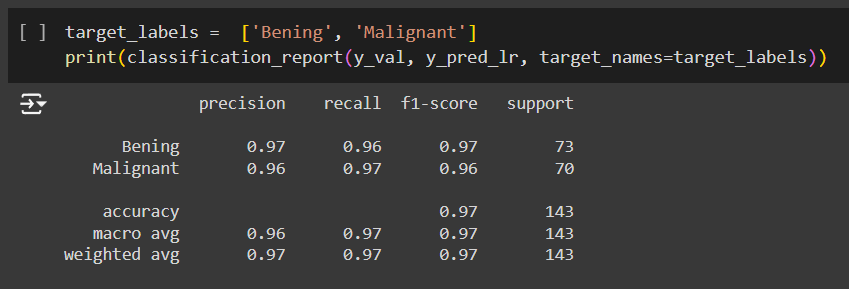 [ ] target_labels = ['Bening', 'Malignant']
print(classification_report(y_val, y_pred_lr, target_names=target_labels))
precision recall f1-score support
Bening 0.97 0.96 0.97 73
Malignant 0.96 0.97 0.96 70
accuracy 0.97 143
macro avg 0.96 0.97 0.97 143
weighted avg 0.97 0.97 0.97 143